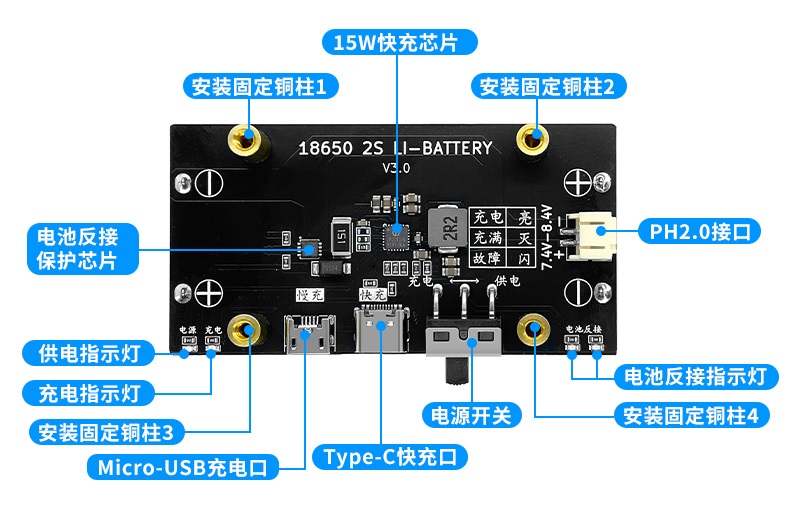 15W快充芯片
安装固定铜柱1
安装固定铜柱2
18650 2S LI-BATTERY
V3.0
电池反接
保护芯片
151
2R2
充电 亮
充满 灭
故障 闪
7.4V-8.4V
- +
PH2.0接口
充电 ←→ 供电
慢充
快充
电源 充电
电池反接
供电指示灯
充电指示灯
安装固定铜柱3
Micro-USB充电口
Type-C快充口
电源开关
电池反接指示灯
安装固定铜柱4